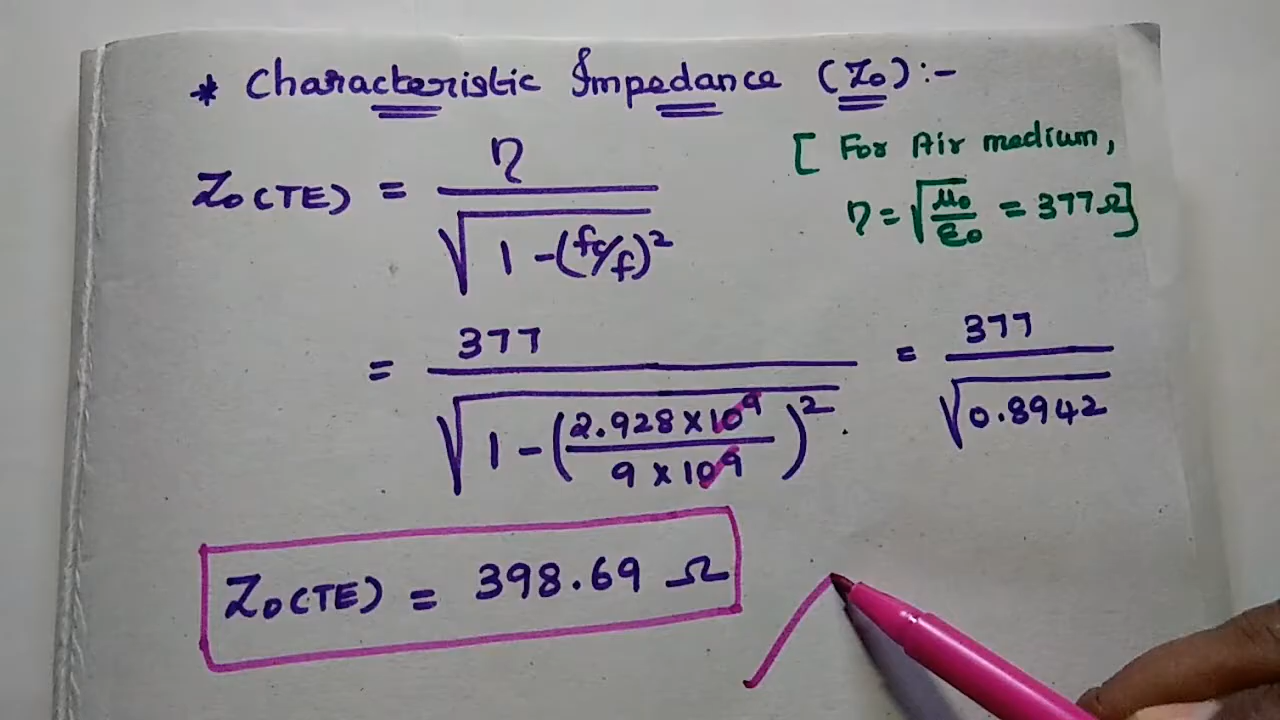 * Characteristic Impedance (Z₀) :-
Z₀(TE) = η / √(1-(fc/f)²)
[ For Air medium,
η = √(μ₀/ε₀) = 377Ω]
= 377 / √(1-(2.928×10⁹ / 9×10⁹)²) = 377 / √0.8942
Z₀(TE) = 398.69 Ω